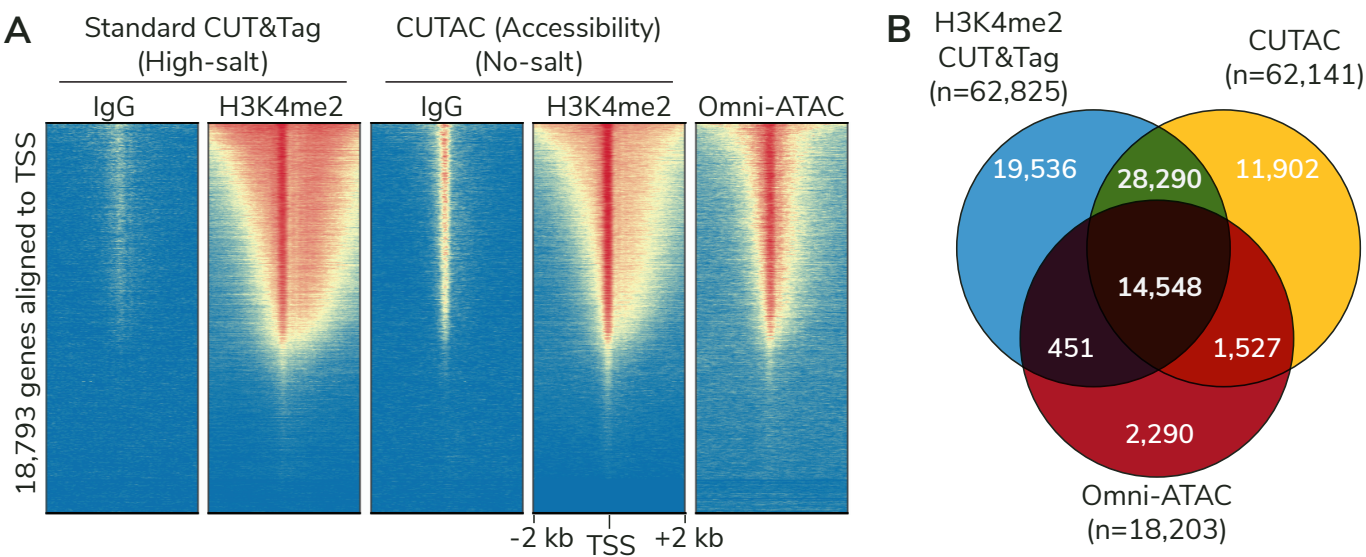 A
Standard CUT&Tag
(High-salt)
CUTAC (Accessibility)
(No-salt)
IgG
H3K4me2
IgG
H3K4me2
Omni-ATAC
18,793 genes aligned to TSS
-2 kb
TSS
+2 kb
B
H3K4me2
CUT&Tag
(n=62,825)
CUTAC
(n=62,141)
19,536
28,290
11,902
14,548
451
1,527
2,290
Omni-ATAC
(n=18,203)